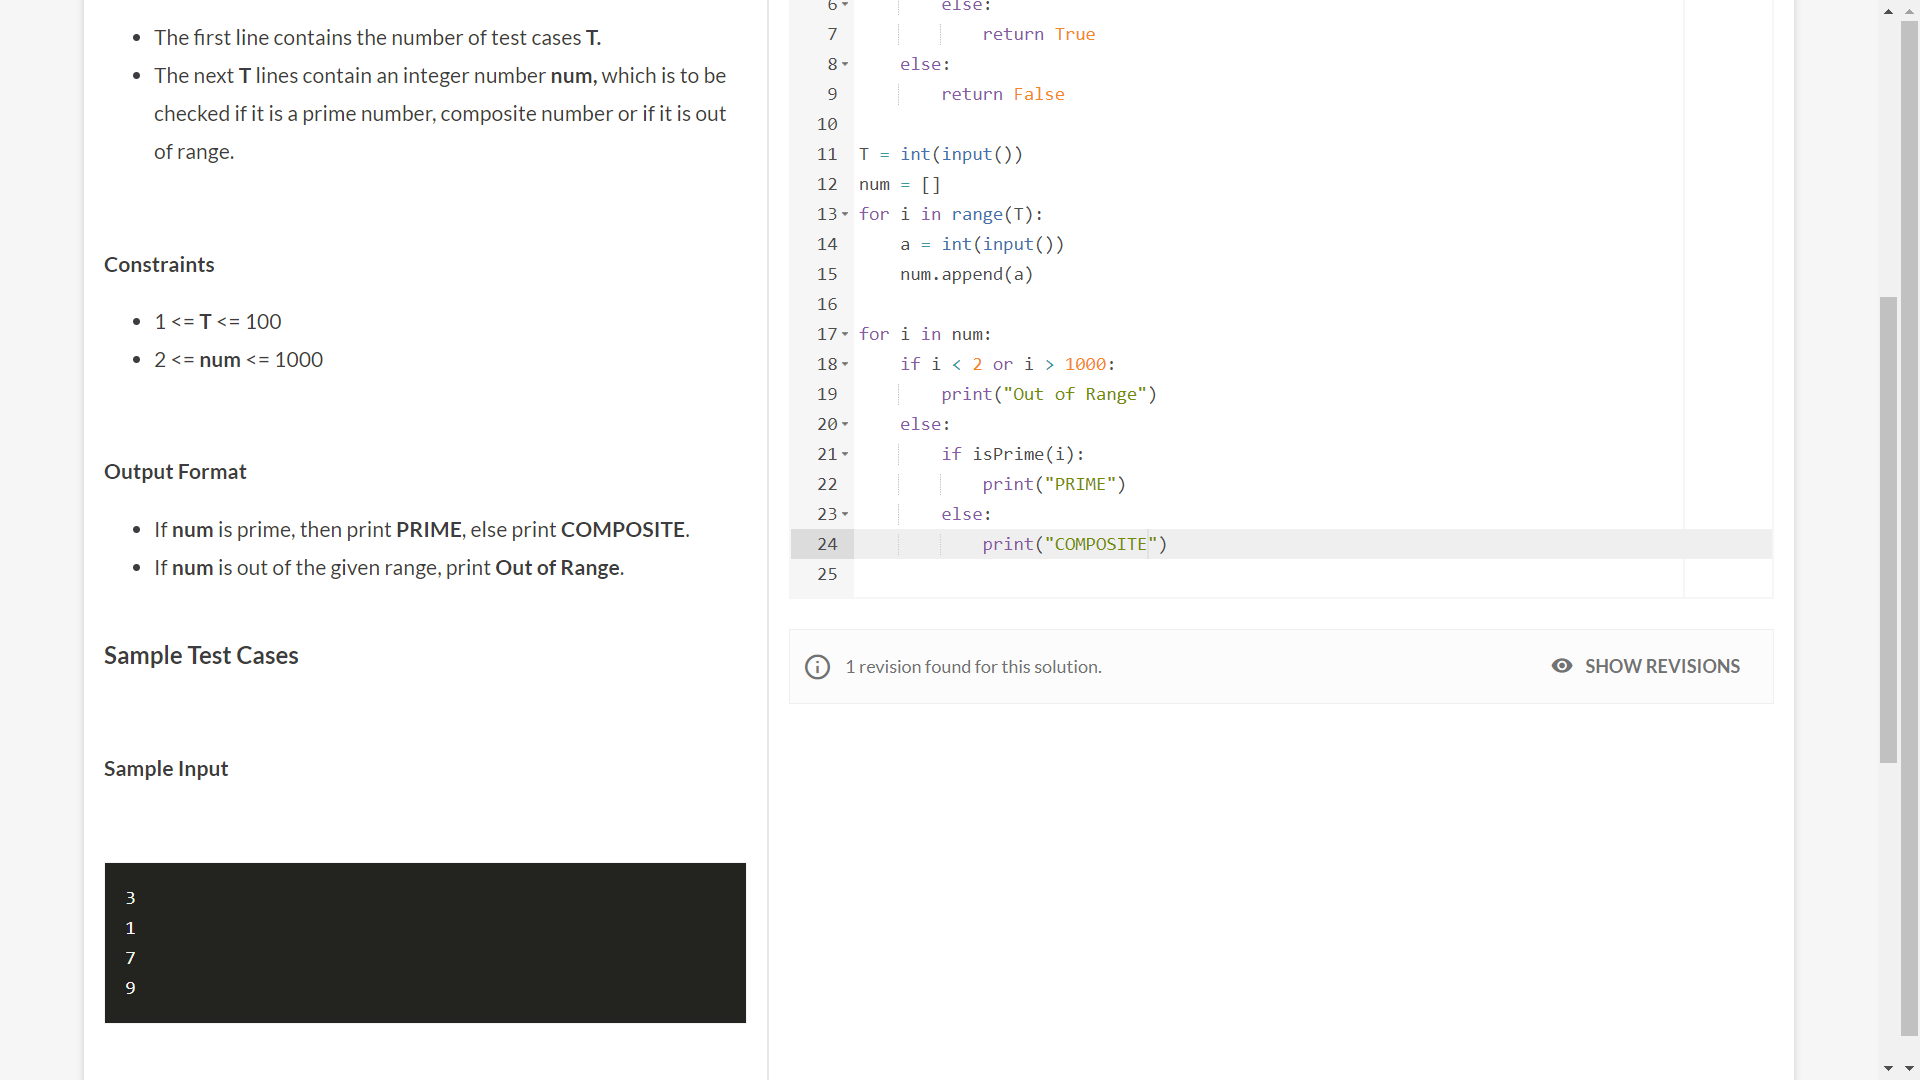 The first line contains the number of test cases T.
The next T lines contain an integer number num, which is to be
checked if it is a prime number, composite number or if it is out
of range.
Constraints
1 <= T <= 100
2 <= num <= 1000
Output Format
If num is prime, then print PRIME, else print COMPOSITE.
If num is out of the given range, print Out of Range.
Sample Test Cases
Sample Input
3
1
7
9
6 else:
7 return True
8 else:
9 return False
10
11 T = int(input())
12 num = []
13 for i in range(T):
14 a = int(input())
15 num.append(a)
16
17 for i in num:
18 if i < 2 or i > 1000:
19 print("Out of Range")
20 else:
21 if isPrime(i):
22 print("PRIME")
23 else:
24 print("COMPOSITE")
25
1 revision found for this solution.
SHOW REVISIONS